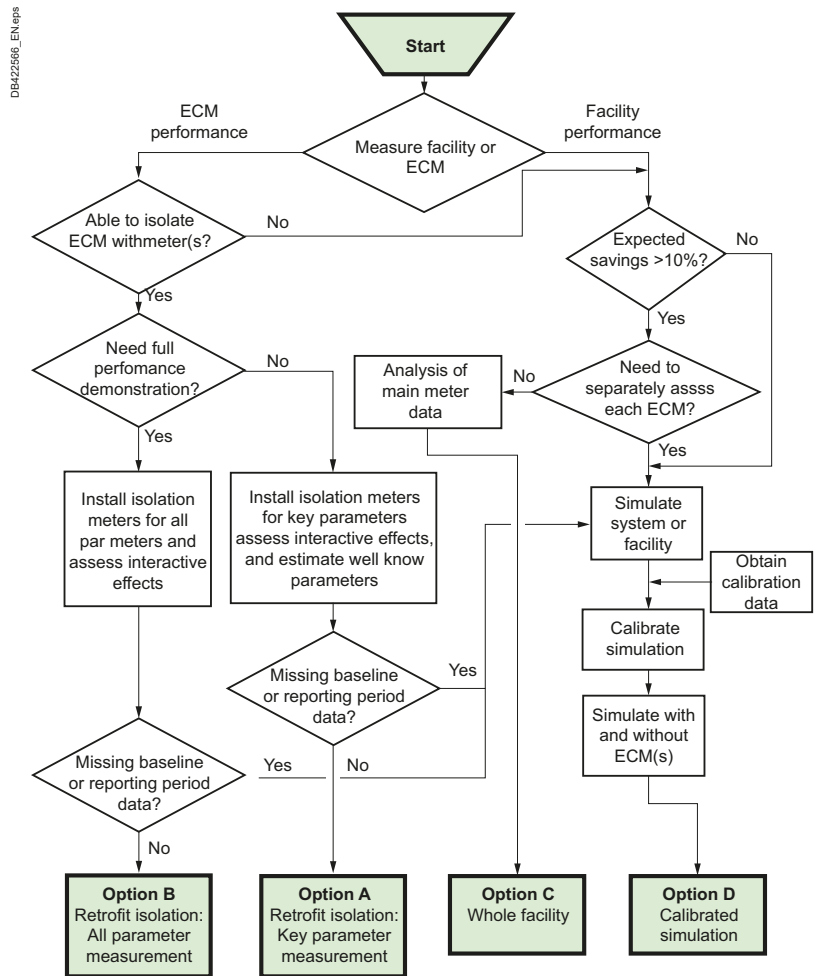 DB422566_EN.eps
Start
ECM
performance
Facility
performance
Measure facility or
ECM
Able to isolate
ECM withmeter(s?
No
Expected
savings >10%?
No
Yes
Yes
Need full
perfomance
demonstration?
No
Analysis of
main meter
data
No
Need to
separately assss
each ECM?
Yes
Yes
Install isolation
meters for all
par meters and
assess interactive
effects
Install isolation meters
for key parameters
assess interactive effects,
and estimate well know
parameters
Simulate
system or
facility
Obtain
calibration
data
Calibrate
simulation
Missing baseline
or reporting period
data?
Yes
Simulate with
and without
ECM(s)
Missing baseline
or reporting period
data?
Yes
No
No
Option B
Retrofit isolation:
All parameter
measurement
Option A
Retrofit isolation:
Key parameter
measurement
Option C
Whole facility
Option D
Calibrated
simulation